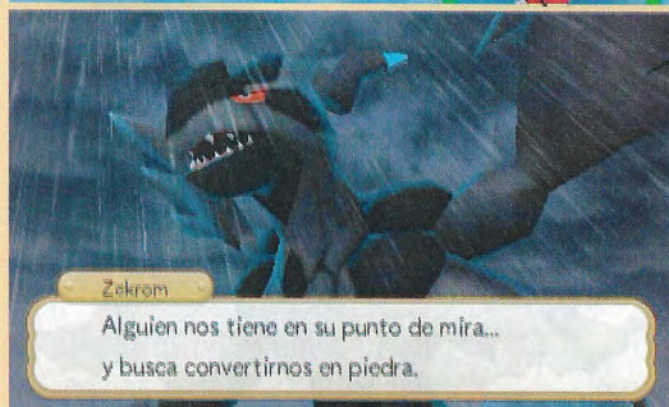 Zekrom
Alguien nos tiene en su punto de mira...
y busca convertirnos en piedra.